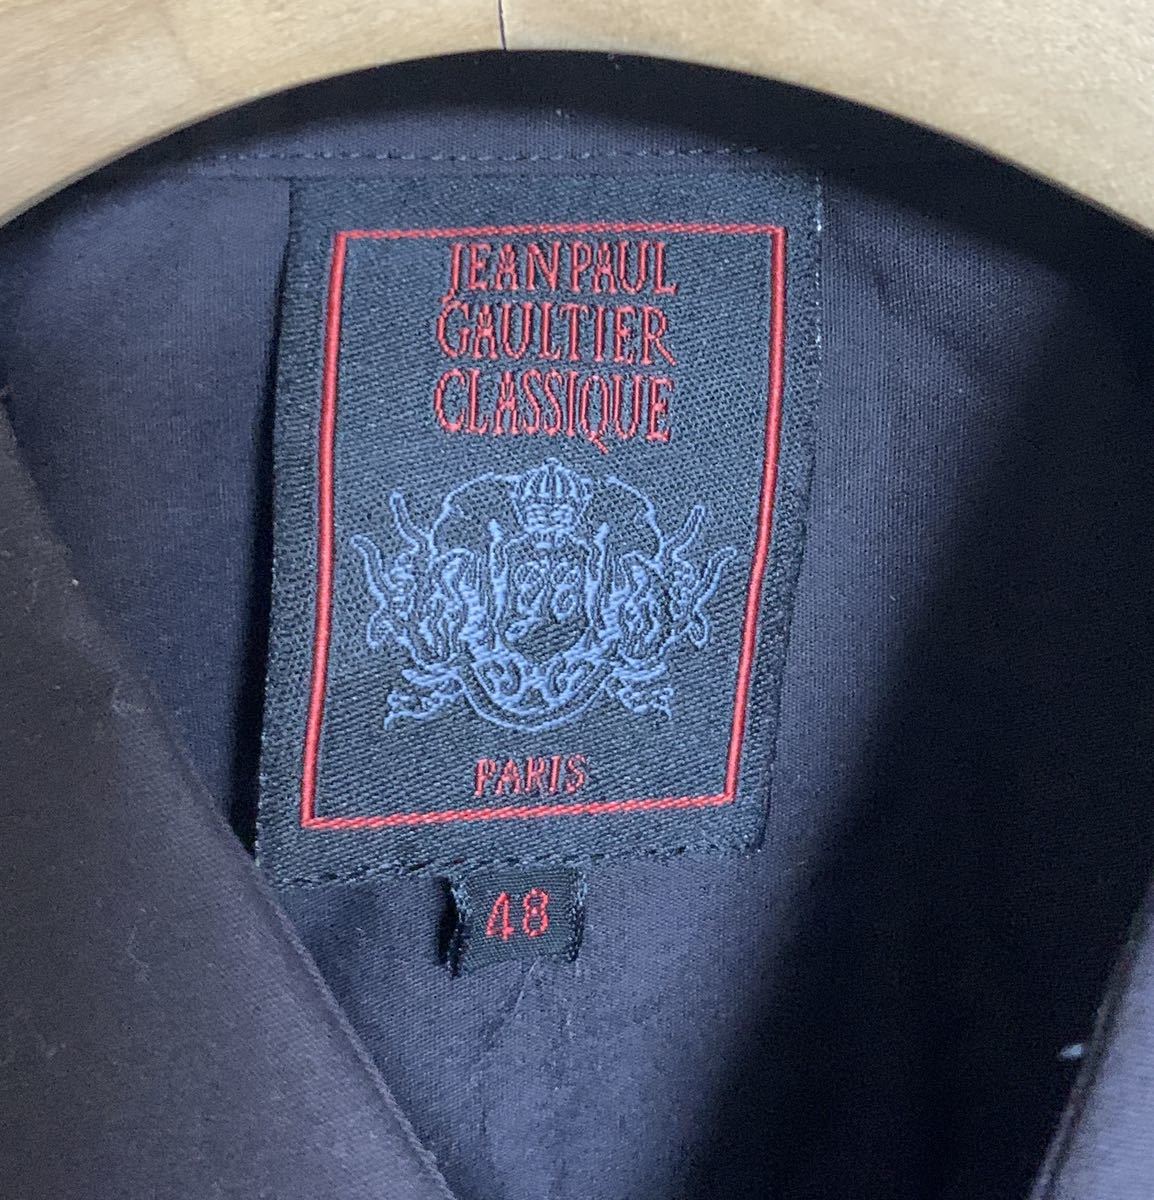 JEAN PAUL
GAULTIER
CLASSIQUE
PARIS
48